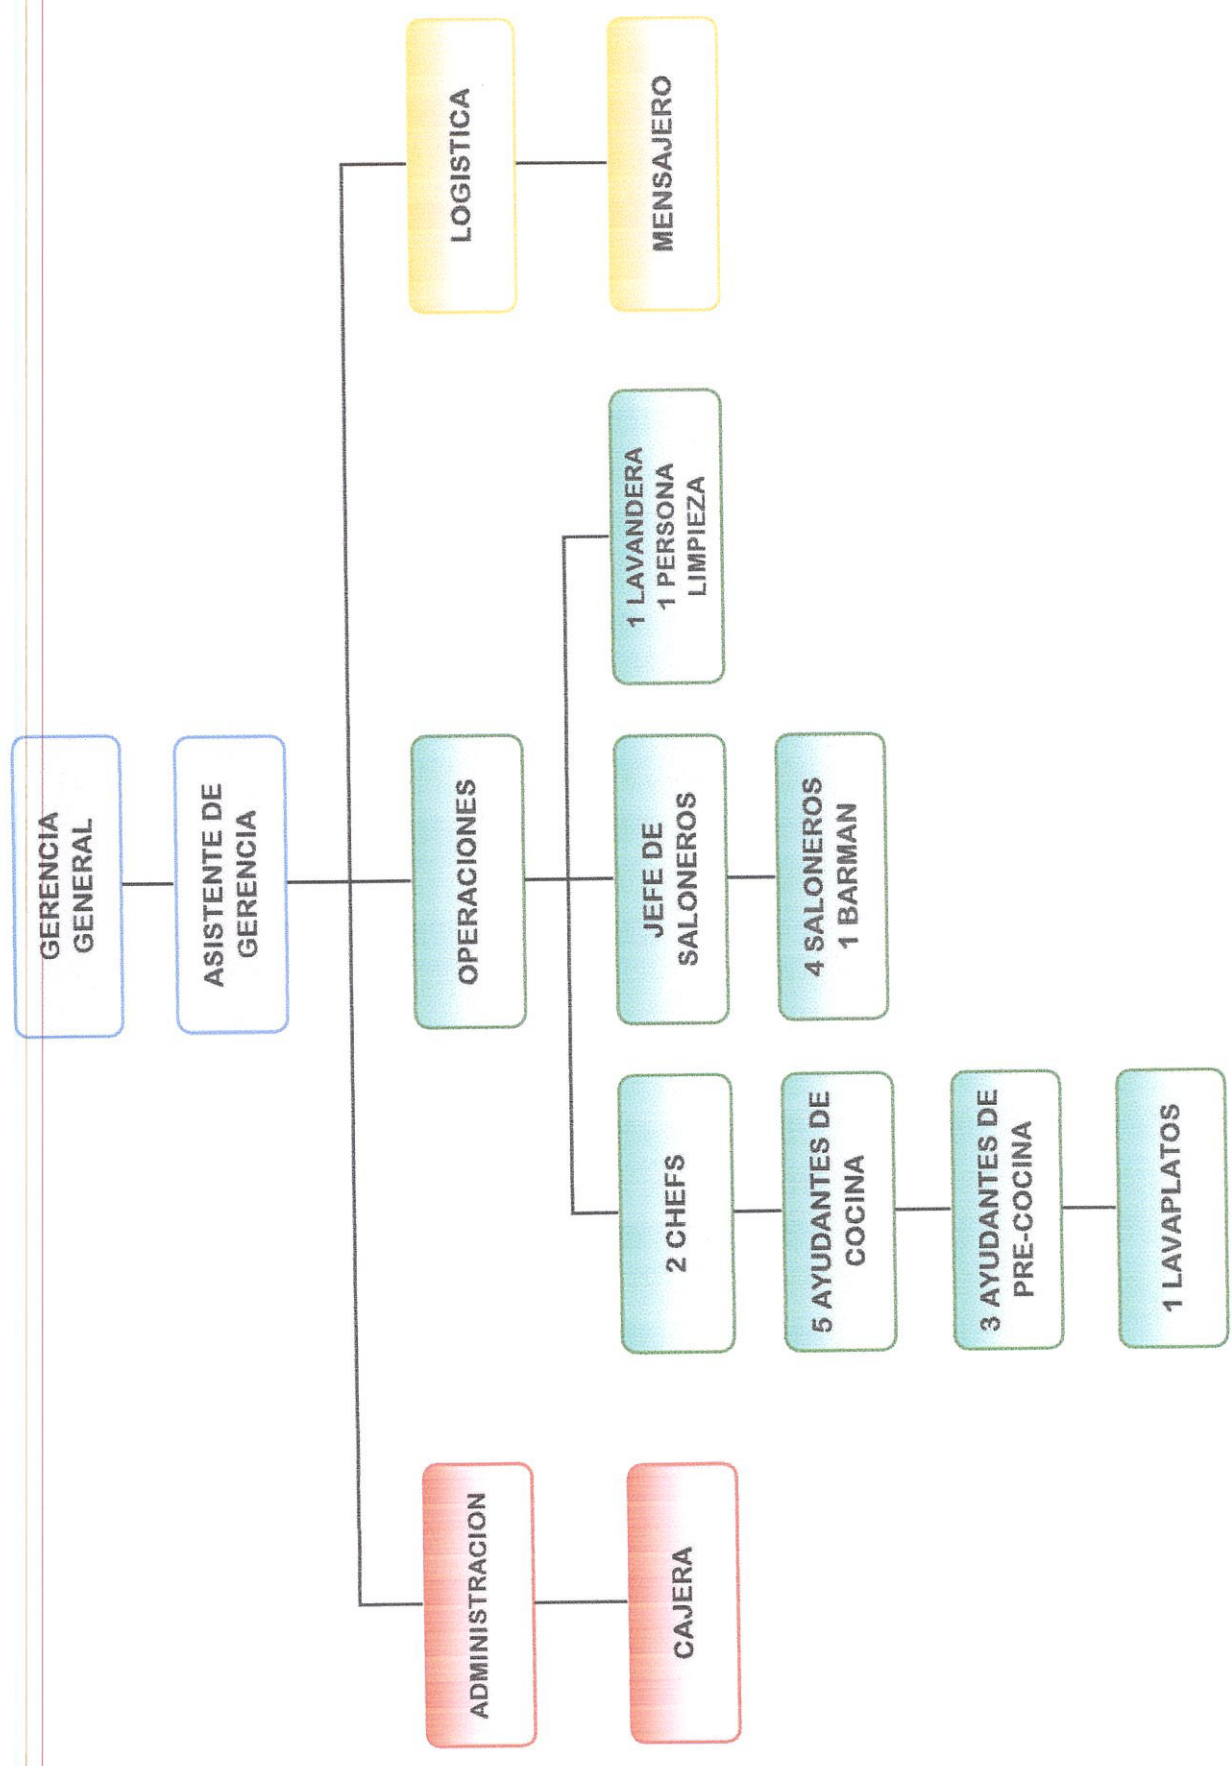 GERENCIA
GENERAL
ASISTENTE DE
GERENCIA
ADMINISTRACION
OPERACIONES
LOGISTICA
CAJERA
2 CHEFS
JEFE DE
SALONEROS
1 LAVANDERA
1 PERSONA
LIMPIEZA
MENSAJERO
5 AYUDANTES DE
COCINA
4 SALONEROS
1 BARMAN
3 AYUDANTES DE
PRE-COCINA
1 LAVAPLATOS